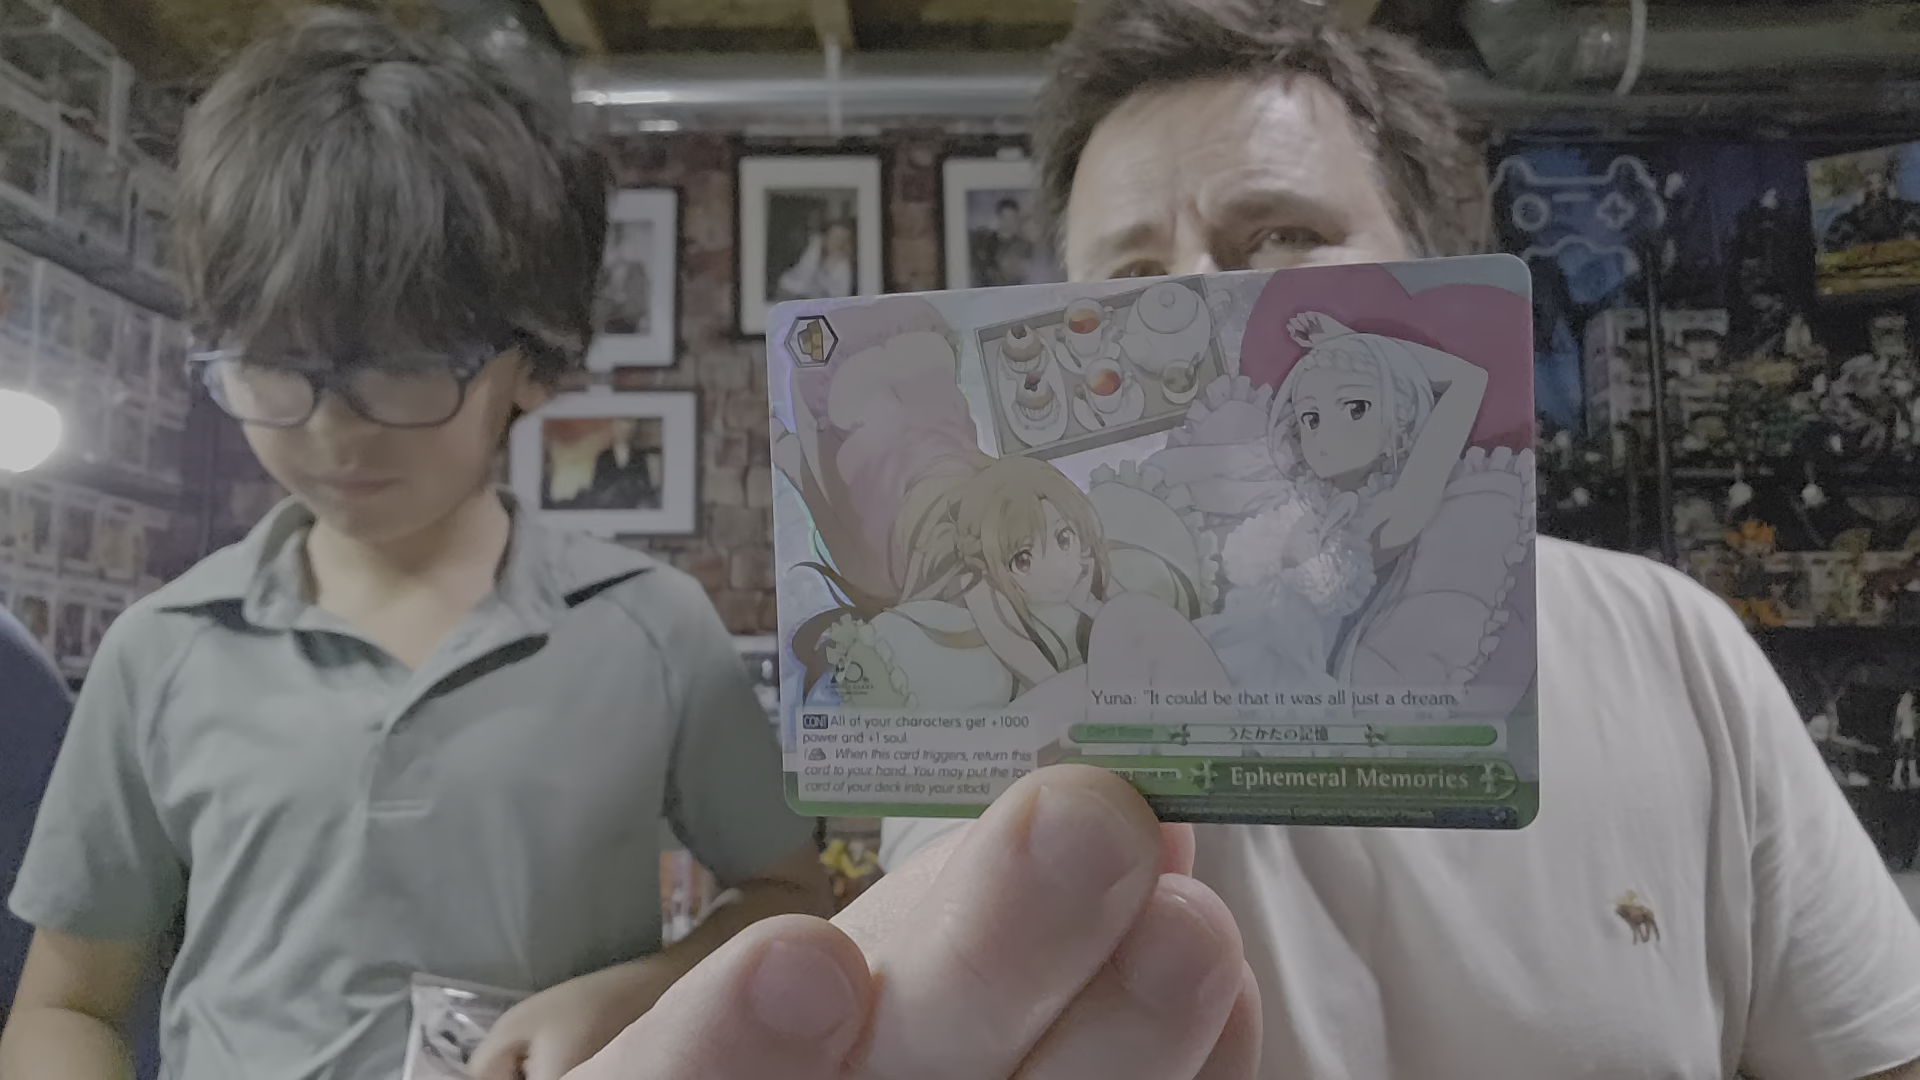 Yuna: "It could be that it was all just a dream."
CONT All of your characters get +1000
power and +1 soul.
When this card triggers, return this
card to your hand. You may put the top
card of your deck into your stock)
うたかたの記憶
Ephemeral Memories